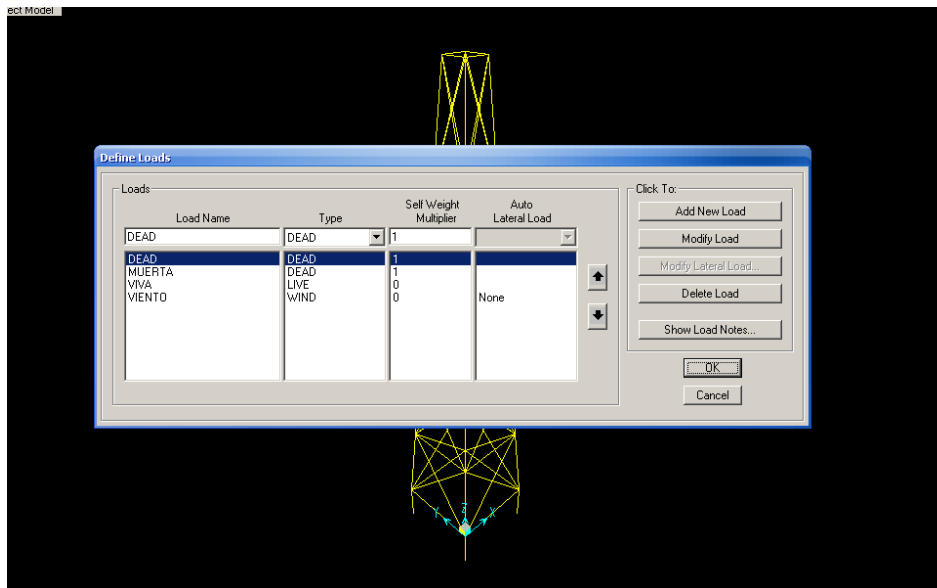 ect Model
Define Loads
Loads
Load Name Type Self Weight Multiplier Auto Lateral Load
DEAD DEAD 1
DEAD DEAD 1
MUERTA DEAD 1
VIVA LIVE 0
VIENTO WIND 0 None
Click To:
Add New Load
Modify Load
Modify Lateral Load...
Delete Load
Show Load Notes...
OK
Cancel
Y Z X